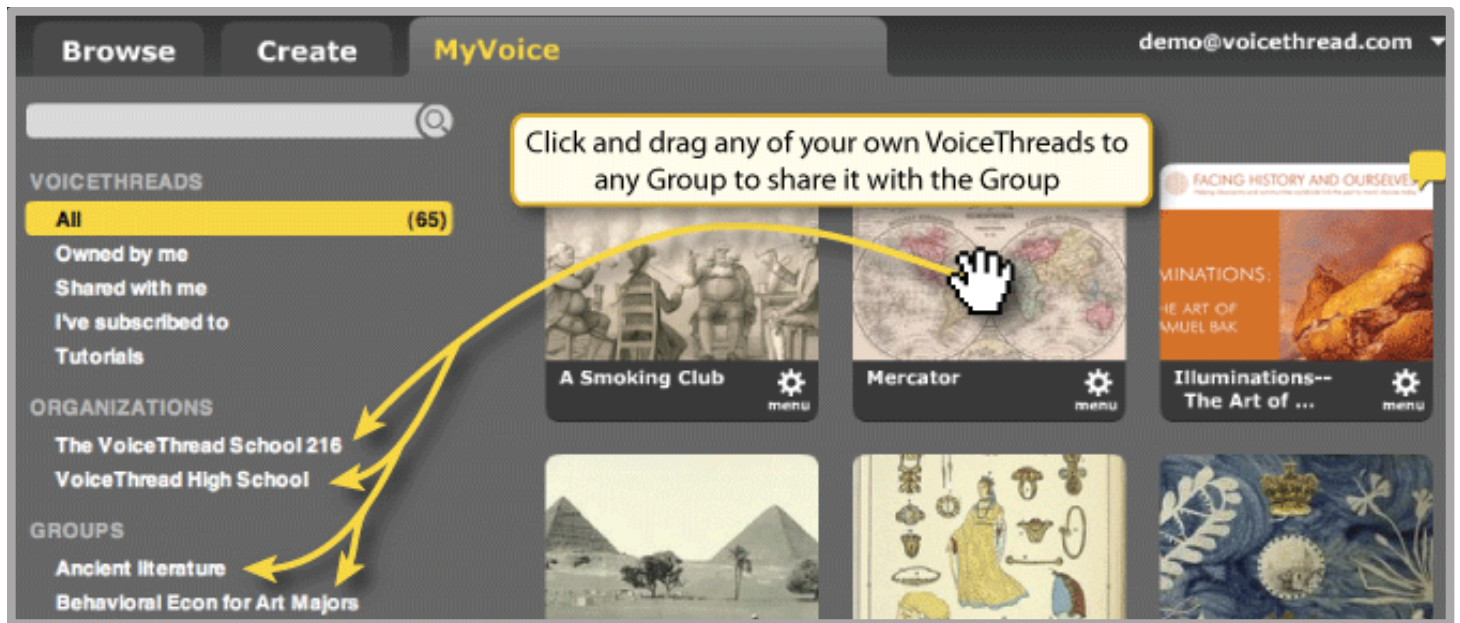 Browse
Create
MyVoice
demo@voicethread.com
Click and drag any of your own VoiceThreads to
any Group to share it with the Group
VOICETHREADS
All (65)
Owned by me
Shared with me
I've subscribed to
Tutorials
ORGANIZATIONS
The VoiceThread School 216
VoiceThread High School
GROUPS
Ancient literature
Behavioral Econ for Art Majors
A Smoking Club
menu
Mercator
menu
FACING HISTORY AND OURSELVES
MINATIONS:
HE ART OF
MUEL BAK
Illuminations--
The Art of ...
menu